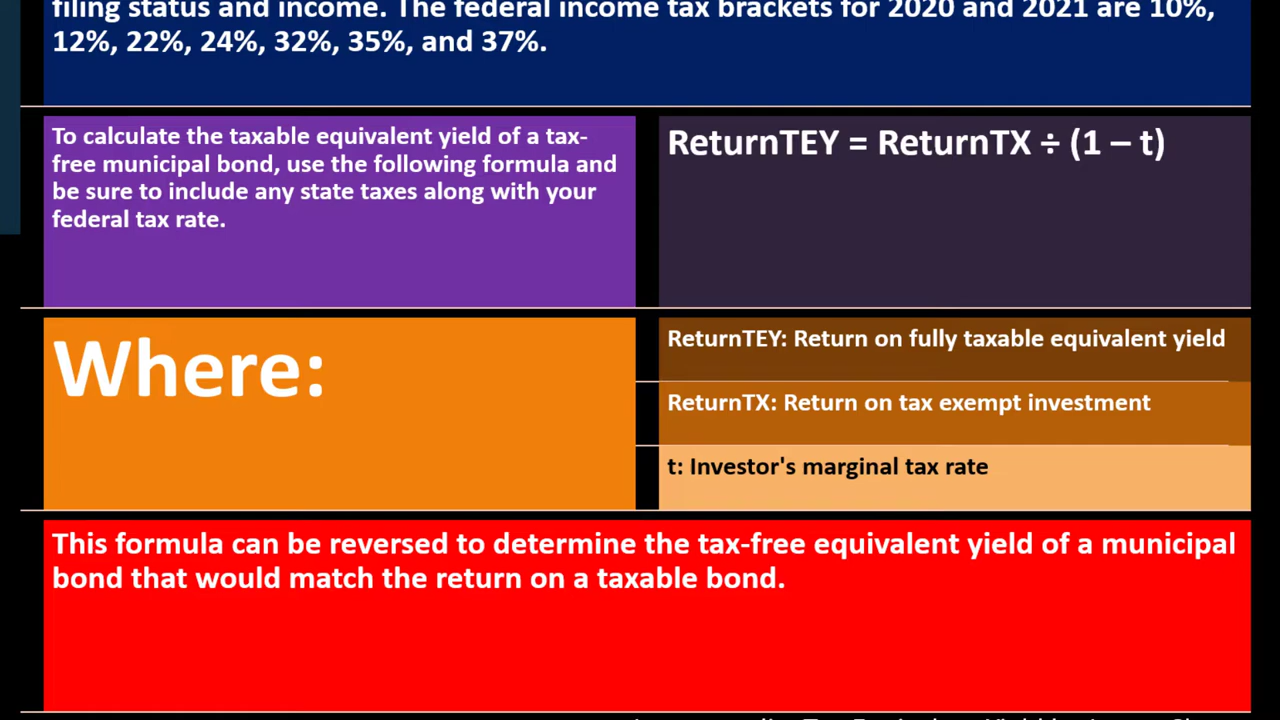 filing status and income. The federal income tax brackets for 2020 and 2021 are 10%,
12%, 22%, 24%, 32%, 35%, and 37%.
To calculate the taxable equivalent yield of a tax-
free municipal bond, use the following formula and
be sure to include any state taxes along with your
federal tax rate.
ReturnTEY = ReturnTX ÷ (1 – t)
Where:
ReturnTEY: Return on fully taxable equivalent yield
ReturnTX: Return on tax exempt investment
t: Investor's marginal tax rate
This formula can be reversed to determine the tax-free equivalent yield of a municipal
bond that would match the return on a taxable bond.